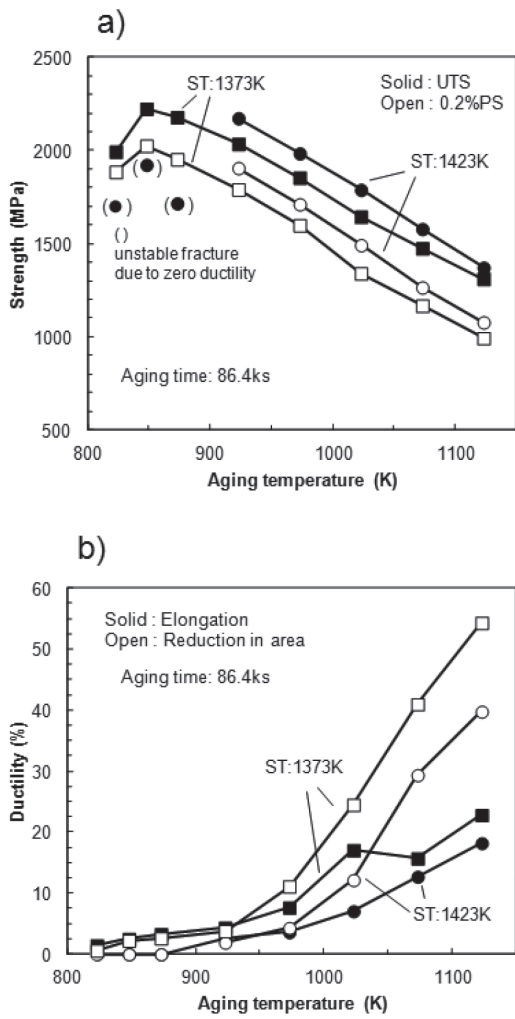 a)
2500
2000
1500
1000
500
Strength (MPa)
ST:1373K
Solid : UTS
Open : 0.2%PS
ST:1423K
( )
( )
( )
( )
unstable fracture
due to zero ductility
Aging time: 86.4ks
800
900
1000
1100
Aging temperature (K)
b)
60
50
40
30
20
10
0
Ductility (%)
Solid : Elongation
Open : Reduction in area
Aging time: 86.4ks
ST:1373K
ST:1423K
800
900
1000
1100
Aging temperature (K)